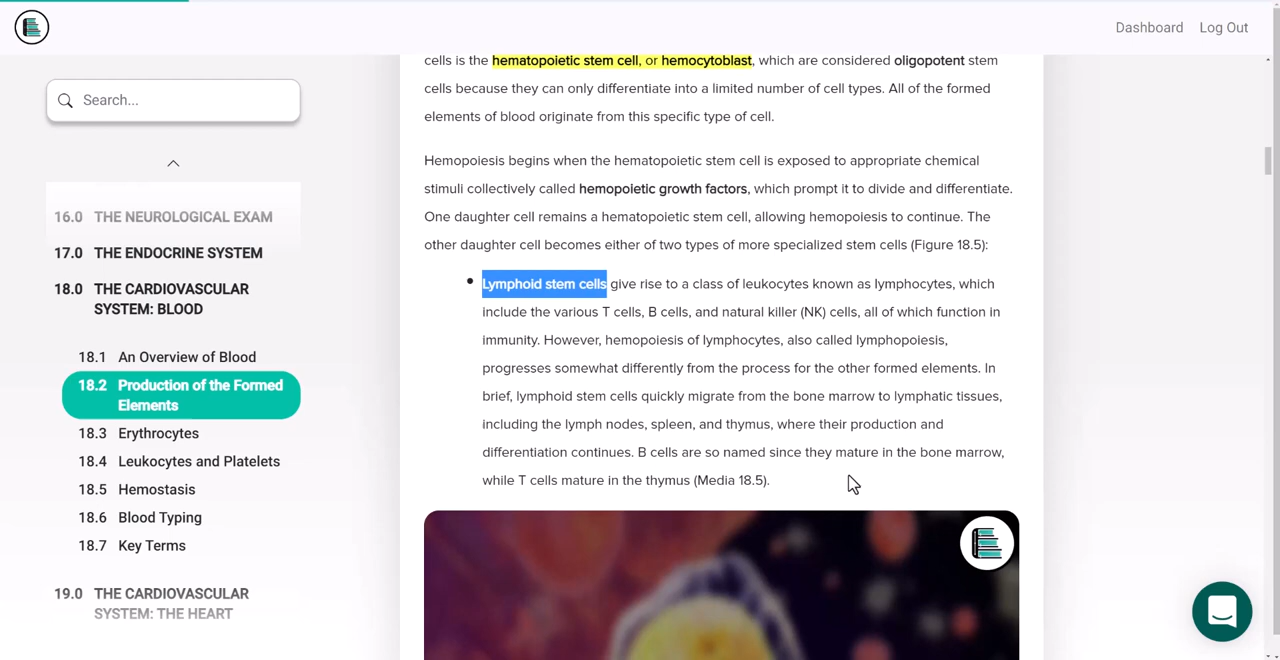 Dashboard Log Out
Search...
16.0 THE NEUROLOGICAL EXAM
17.0 THE ENDOCRINE SYSTEM
18.0 THE CARDIOVASCULAR
SYSTEM: BLOOD
18.1 An Overview of Blood
18.2 Production of the Formed
Elements
18.3 Erythrocytes
18.4 Leukocytes and Platelets
18.5 Hemostasis
18.6 Blood Typing
18.7 Key Terms
19.0 THE CARDIOVASCULAR
SYSTEM: THE HEART
cells is the hematopoietic stem cell, or hemocytoblast, which are considered oligopotent stem
cells because they can only differentiate into a limited number of cell types. All of the formed
elements of blood originate from this specific type of cell.
Hemopoiesis begins when the hematopoietic stem cell is exposed to appropriate chemical
stimuli collectively called hemopoietic growth factors, which prompt it to divide and differentiate.
One daughter cell remains a hematopoietic stem cell, allowing hemopoiesis to continue. The
other daughter cell becomes either of two types of more specialized stem cells (Figure 18.5):
• Lymphoid stem cells give rise to a class of leukocytes known as lymphocytes, which
include the various T cells, B cells, and natural killer (NK) cells, all of which function in
immunity. However, hemopoiesis of lymphocytes, also called lymphopoiesis,
progresses somewhat differently from the process for the other formed elements. In
brief, lymphoid stem cells quickly migrate from the bone marrow to lymphatic tissues,
including the lymph nodes, spleen, and thymus, where their production and
differentiation continues. B cells are so named since they mature in the bone marrow,
while T cells mature in the thymus (Media 18.5).